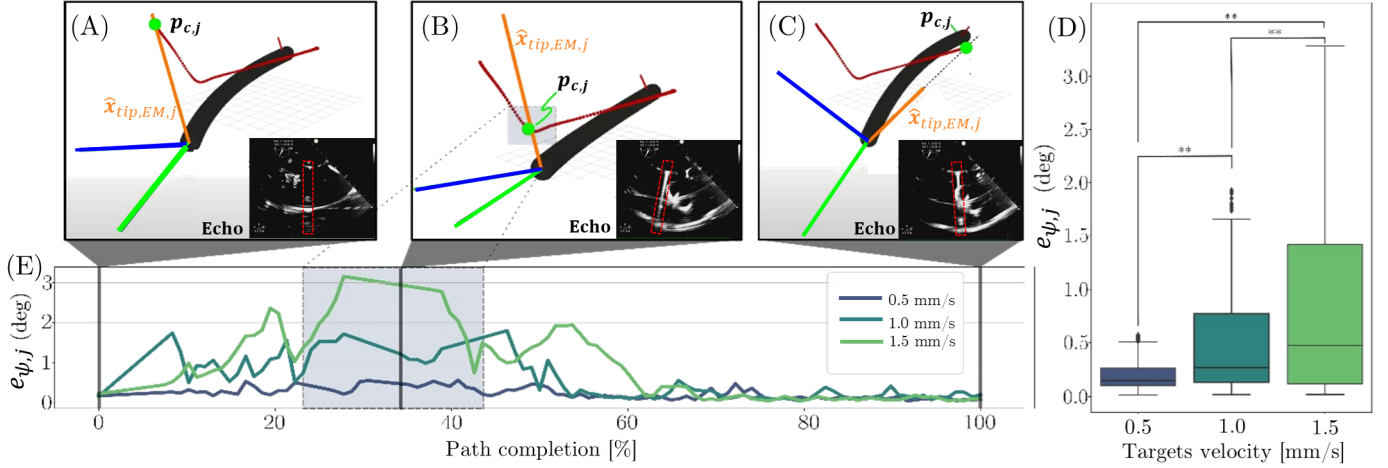 (A)
p_{c,j}
x̂_{tip,EM,j}
Echo
(B)
x̂_{tip,EM,j}
p_{c,j}
Echo
(C)
p_{c,j}
x̂_{tip,EM,j}
Echo
(D)
**
**
**
e_{ψ,j} (deg)
3.0
2.5
2.0
1.5
1.0
0.5
0.0
0.5
1.0
1.5
Targets velocity [mm/s]
(E)
e_{ψ,j} (deg)
3
2
1
0
0.5 mm/s
1.0 mm/s
1.5 mm/s
0
20
40
60
80
100
Path completion [%]